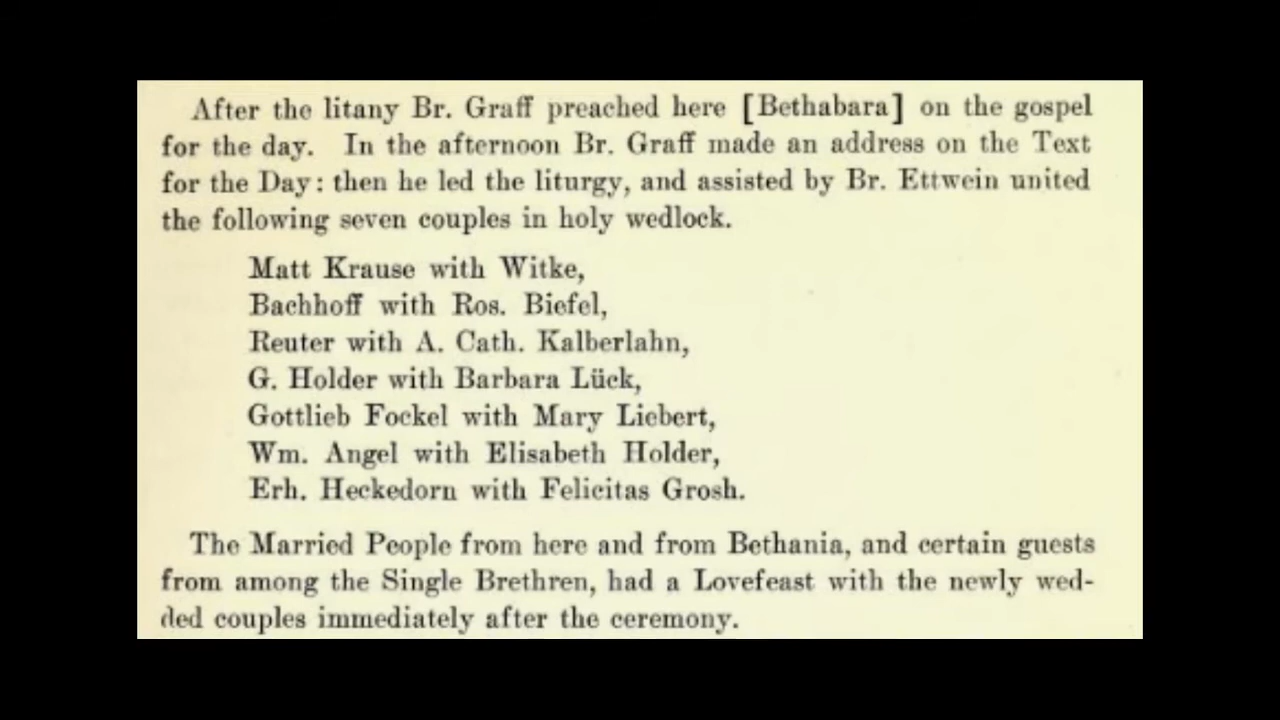 After the litany Br. Graff preached here [Bethabara] on the gospel
for the day. In the afternoon Br. Graff made an address on the Text
for the Day: then he led the liturgy, and assisted by Br. Ettwein united
the following seven couples in holy wedlock.
Matt Krause with Witke,
Bachhoff with Ros. Biefel,
Reuter with A. Cath. Kalberlahn,
G. Holder with Barbara Lück,
Gottlieb Fockel with Mary Liebert,
Wm. Angel with Elisabeth Holder,
Erh. Heckedorn with Felicitas Grosh.
The Married People from here and from Bethania, and certain guests
from among the Single Brethren, had a Lovefeast with the newly wed-
ded couples immediately after the ceremony.